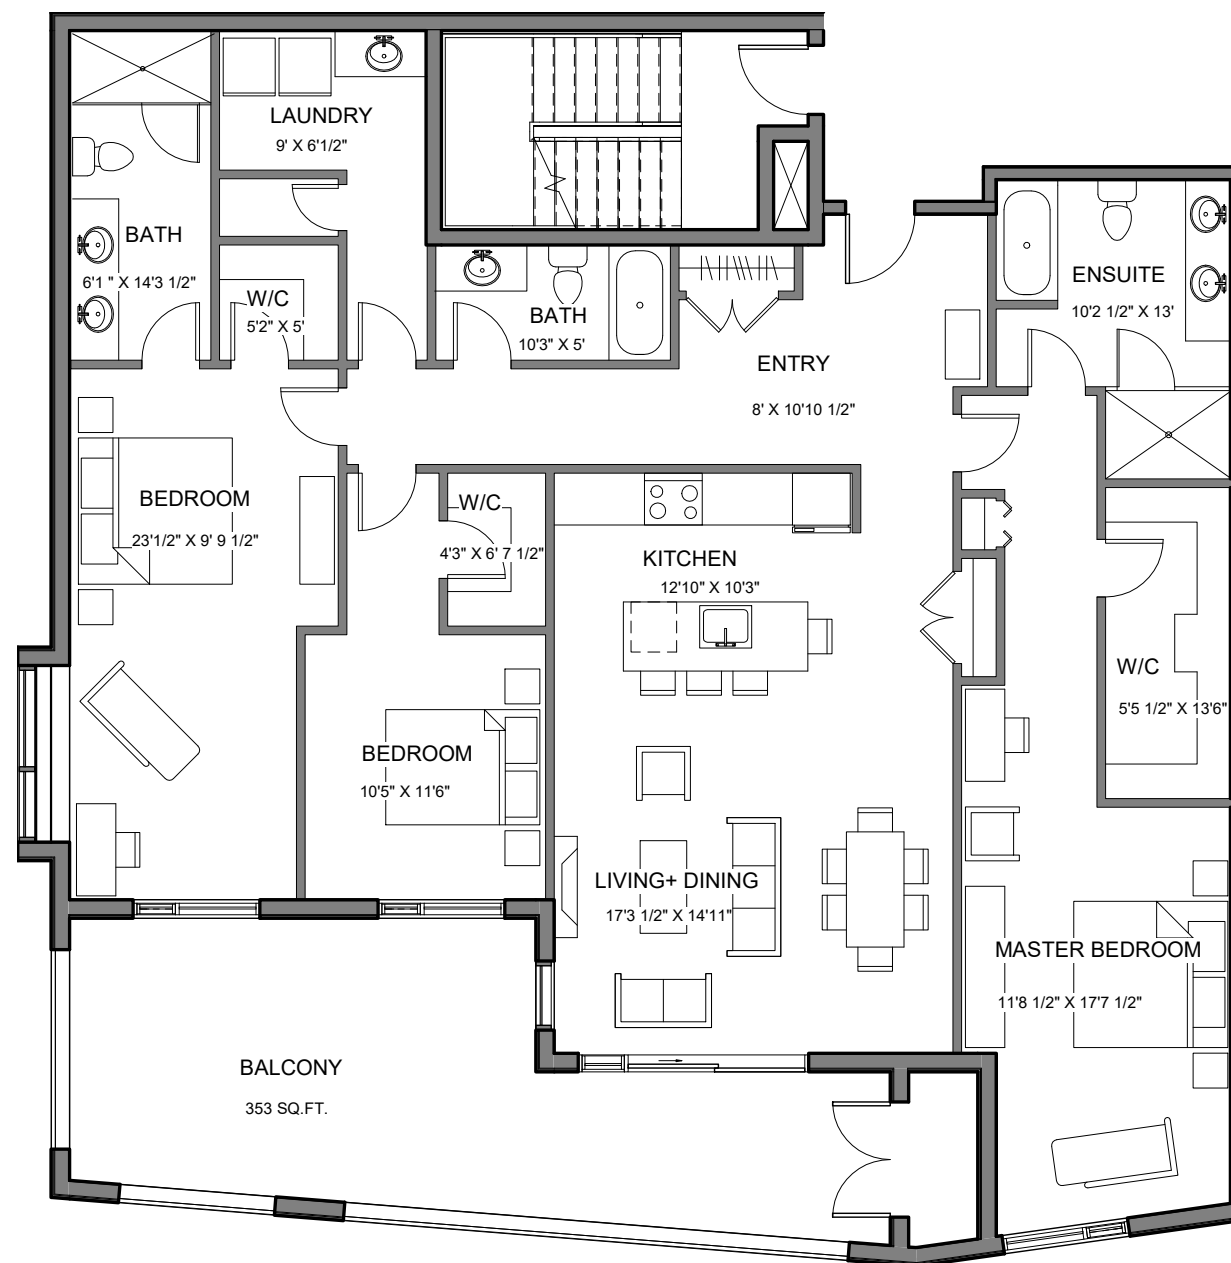 LAUNDRY
9' X 6'1/2"
BATH
6'1 " X 14'3 1/2"
W/C
5'2" X 5'
BATH
10'3" X 5'
ENSUITE
10'2 1/2" X 13'
ENTRY
8' X 10'10 1/2"
BEDROOM
23'1/2" X 9' 9 1/2"
W/C
4'3" X 6' 7 1/2"
KITCHEN
12'10" X 10'3"
W/C
5'5 1/2" X 13'6"
BEDROOM
10'5" X 11'6"
LIVING+ DINING
17'3 1/2" X 14'11"
MASTER BEDROOM
11'8 1/2" X 17'7 1/2"
BALCONY
353 SQ.FT.